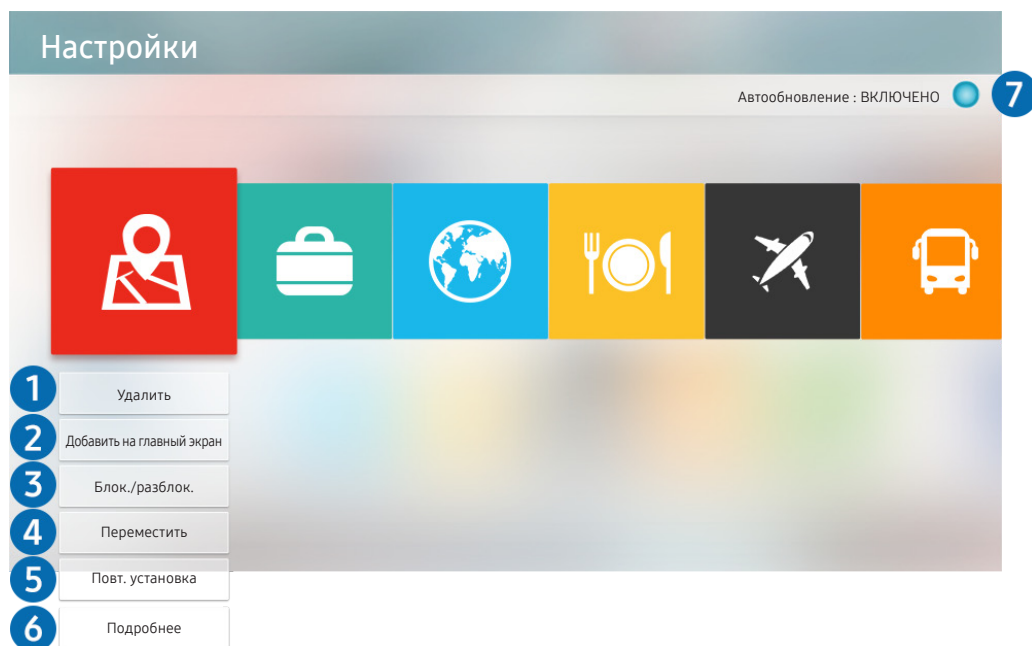 Настройки
Автообновление : ВКЛЮЧЕНО 7
1 Удалить
2 Добавить на главный экран
3 Блок./разблок.
4 Переместить
5 Повт. установка
6 Подробнее